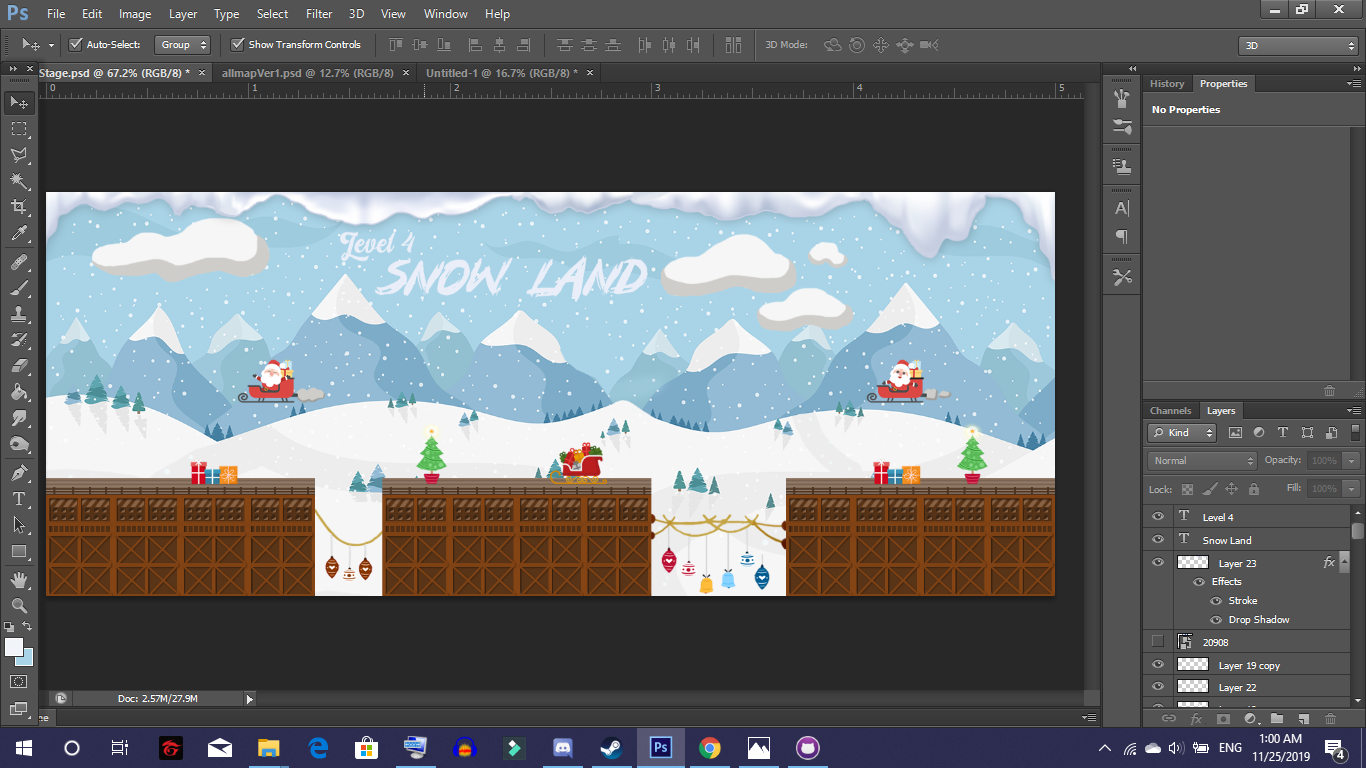 Ps File Edit Image Layer Type Select Filter 3D View Window Help
Auto-Select: Group Show Transform Controls 3D Mode: 3D
Stage.psd @ 67.2% (RGB/8) * × allmapVer1.psd @ 12.7% (RGB/8) × Untitled-1 @ 16.7% (RGB/8) * ×
0 1 2 3 4 5
History Properties
No Properties
Level 4
SNOW LAND
Channels Layers
Kind
Normal Opacity: 100%
Lock: Fill: 100%
T Level 4
T Snow Land
Layer 23 fx
Effects
Stroke
Drop Shadow
20908
Layer 19 copy
Layer 22
Doc: 2.57M/27.9M
ne
Ps ENG 1:00 AM
11/25/2019 4